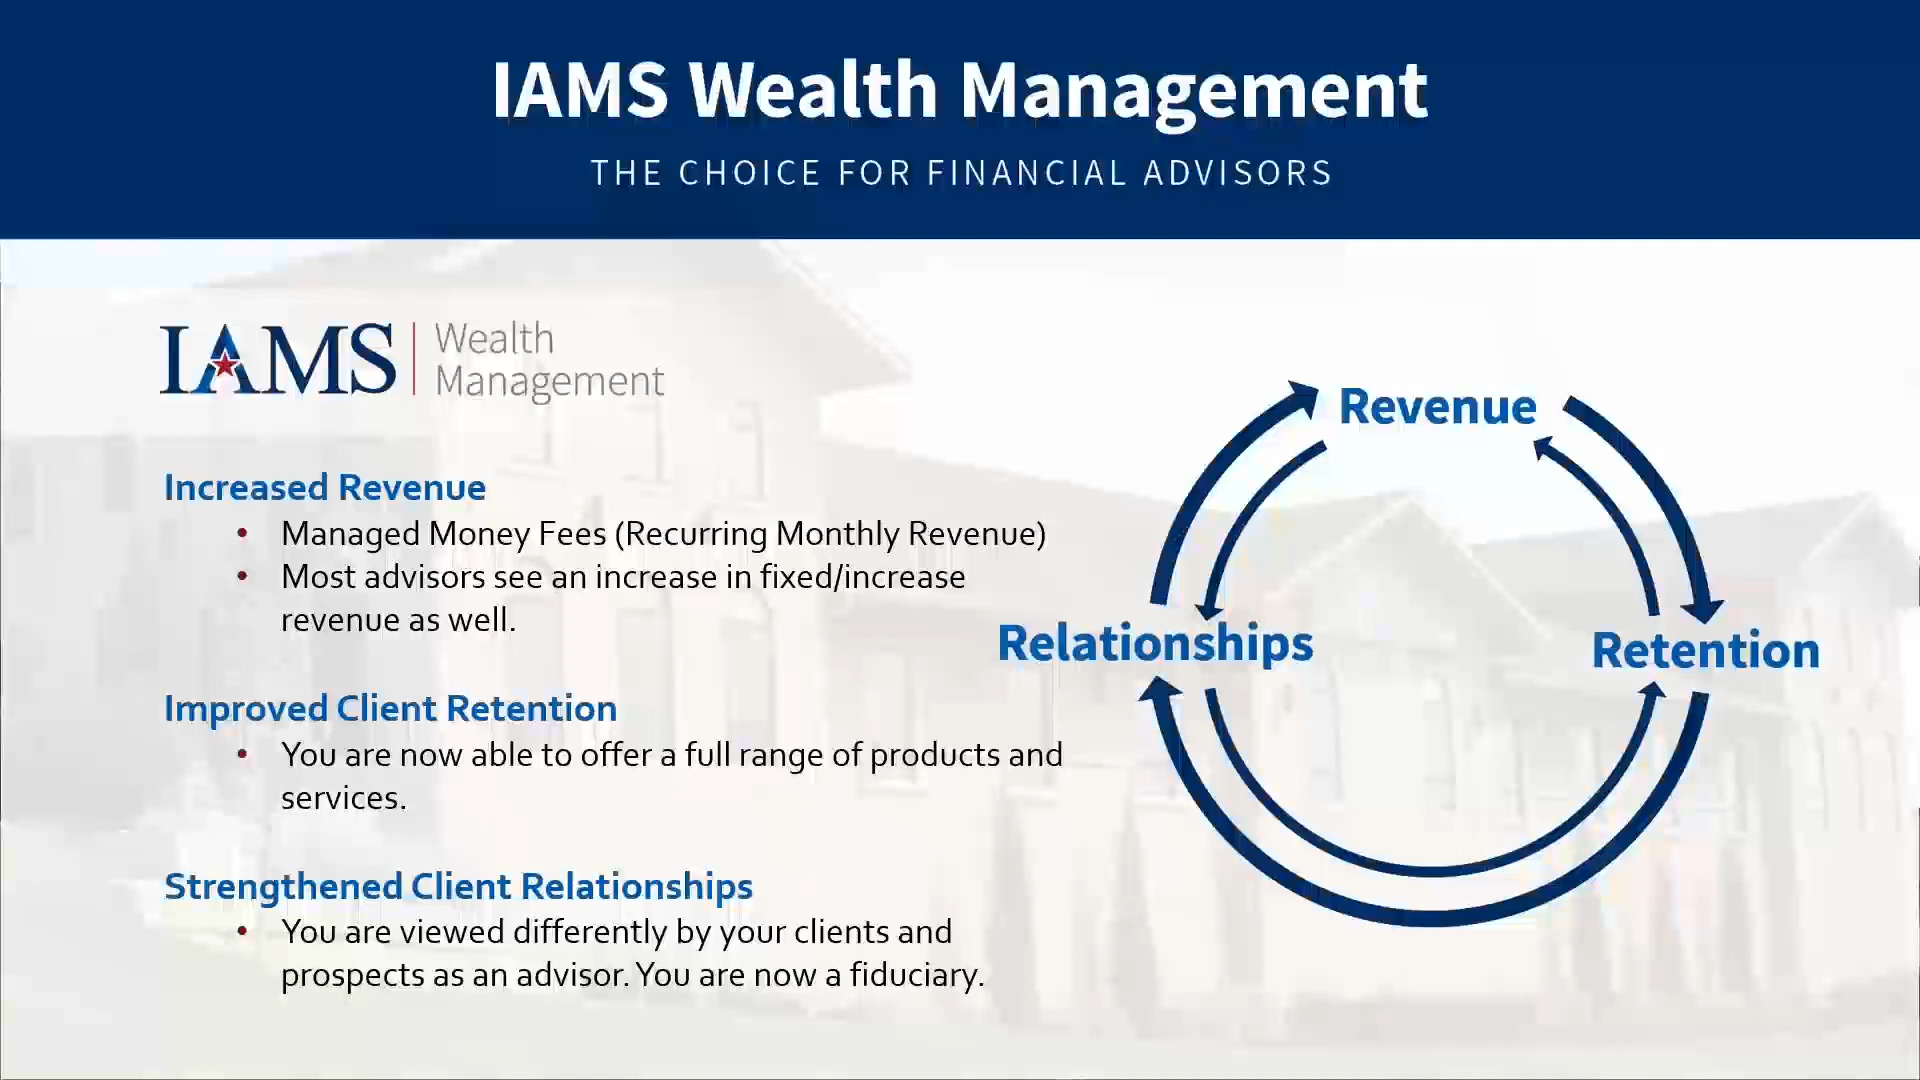 IAMS Wealth Management
THE CHOICE FOR FINANCIAL ADVISORS
IAMS
Wealth
Management
Increased Revenue
• Managed Money Fees (Recurring Monthly Revenue)
• Most advisors see an increase in fixed/increase
revenue as well.
Improved Client Retention
• You are now able to offer a full range of products and
services.
Strengthened Client Relationships
• You are viewed differently by your clients and
prospects as an advisor. You are now a fiduciary.
Revenue
Relationships
Retention